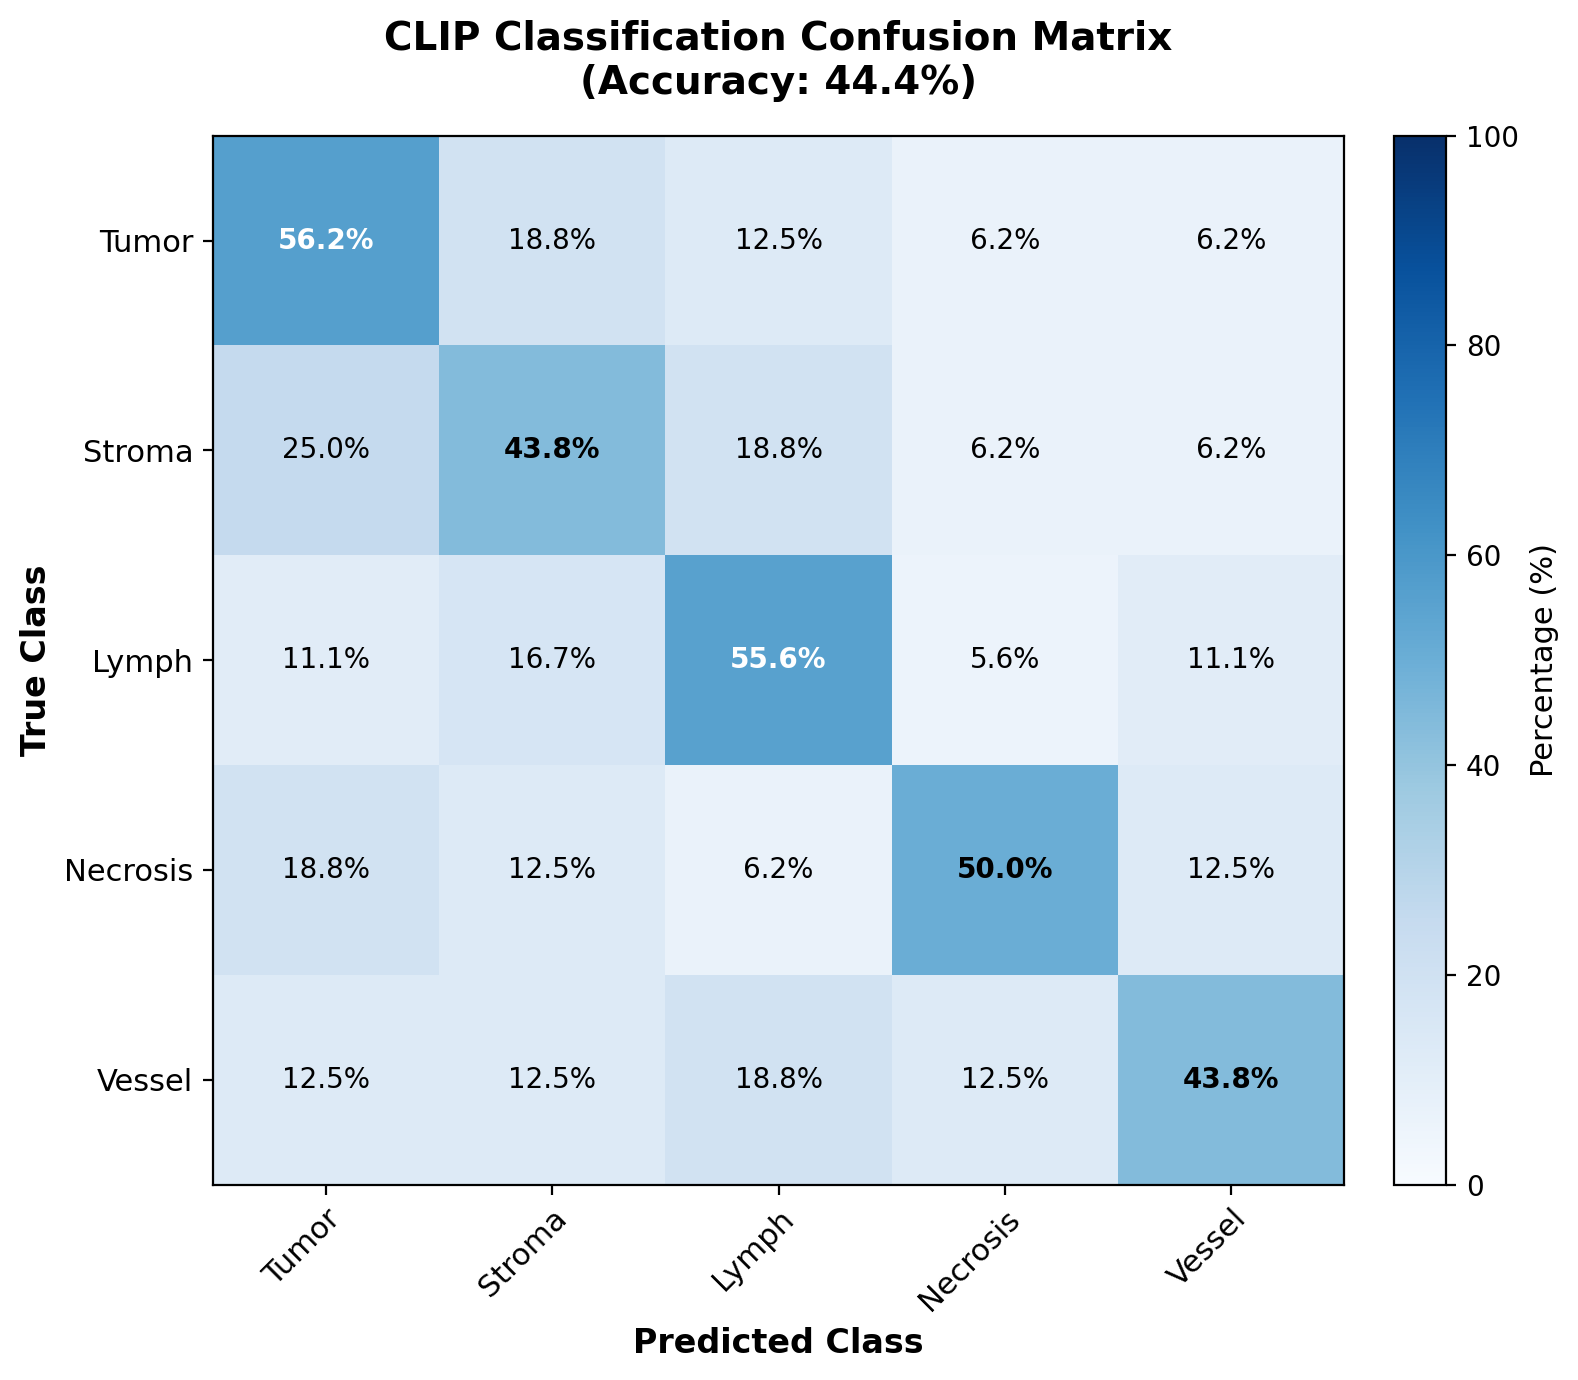 CLIP Classification Confusion Matrix
(Accuracy: 44.4%)
True Class
Tumor 56.2% 18.8% 12.5% 6.2% 6.2%
Stroma 25.0% 43.8% 18.8% 6.2% 6.2%
Lymph 11.1% 16.7% 55.6% 5.6% 11.1%
Necrosis 18.8% 12.5% 6.2% 50.0% 12.5%
Vessel 12.5% 12.5% 18.8% 12.5% 43.8%
Tumor Stroma Lymph Necrosis Vessel
Predicted Class
100
80
60
40
20
0
Percentage (%)